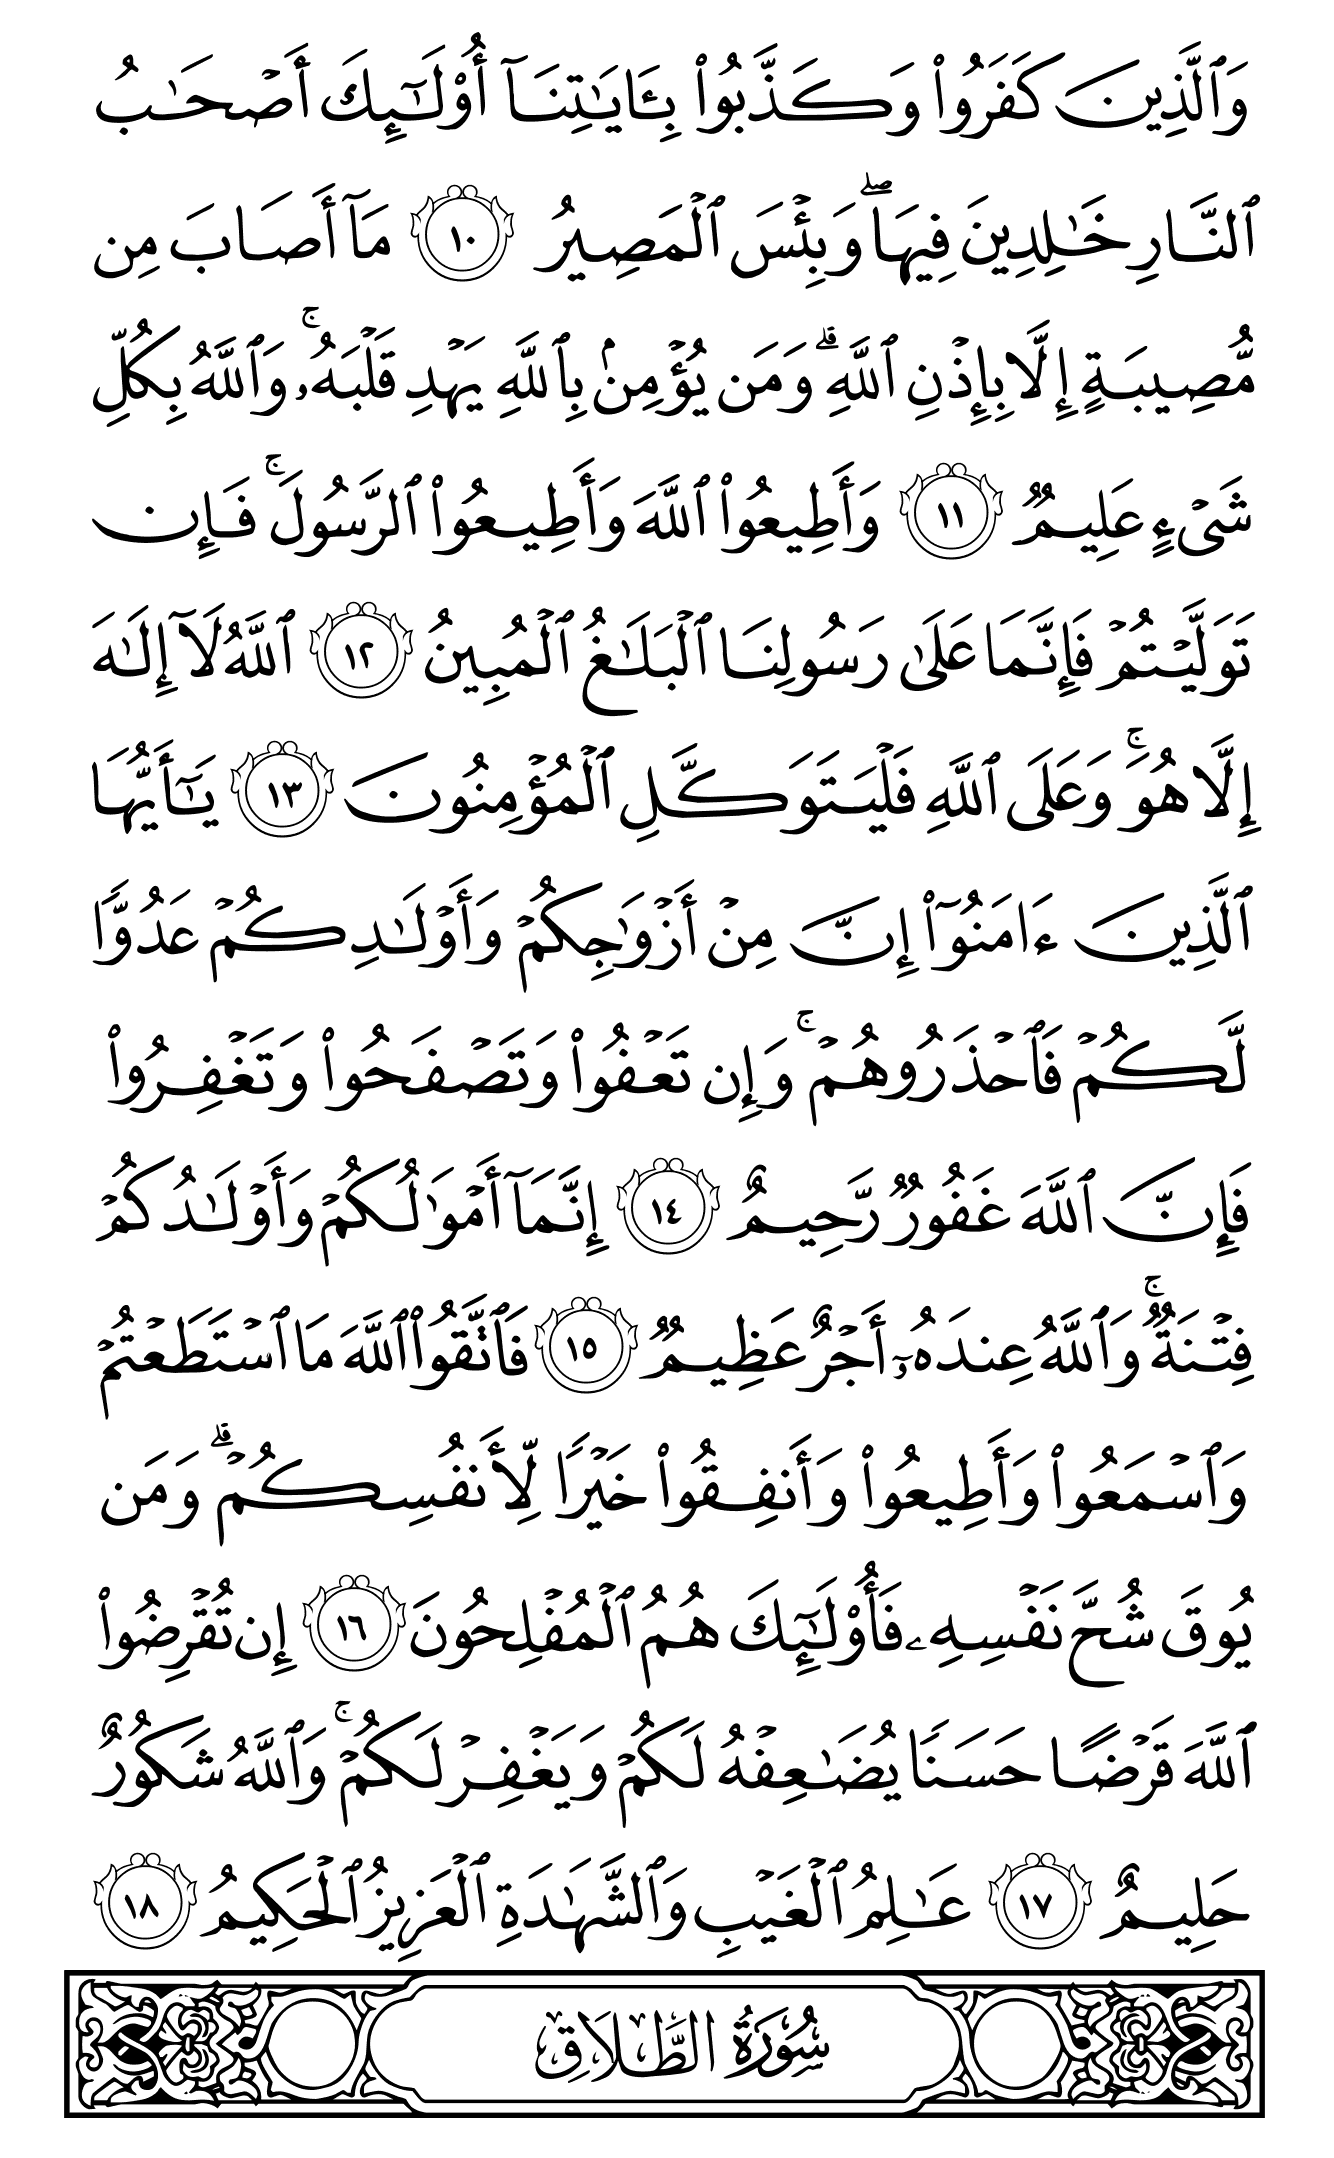 وَٱلَّذِينَ كَفَرُوا۟ وَكَذَّبُوا۟ بِـَٔايَـٰتِنَآ أُو۟لَـٰٓئِكَ أَصْحَـٰبُ
ٱلنَّارِ خَـٰلِدِينَ فِيهَا ۖ وَبِئْسَ ٱلْمَصِيرُ ١٠ مَآ أَصَابَ مِن
مُّصِيبَةٍ إِلَّا بِإِذْنِ ٱللَّهِ ۗ وَمَن يُؤْمِنۢ بِٱللَّهِ يَهْدِ قَلْبَهُۥ ۚ وَٱللَّهُ بِكُلِّ
شَىْءٍ عَلِيمٌ ١١ وَأَطِيعُوا۟ ٱللَّهَ وَأَطِيعُوا۟ ٱلرَّسُولَ ۚ فَإِن
تَوَلَّيْتُمْ فَإِنَّمَا عَلَىٰ رَسُولِنَا ٱلْبَلَـٰغُ ٱلْمُبِينُ ١٢ ٱللَّهُ لَآ إِلَـٰهَ
إِلَّا هُوَ ۚ وَعَلَى ٱللَّهِ فَلْيَتَوَكَّلِ ٱلْمُؤْمِنُونَ ١٣ يَـٰٓأَيُّهَا
ٱلَّذِينَ ءَامَنُوٓا۟ إِنَّ مِنْ أَزْوَٰجِكُمْ وَأَوْلَـٰدِكُمْ عَدُوًّا
لَّكُمْ فَٱحْذَرُوهُمْ ۚ وَإِن تَعْفُوا۟ وَتَصْفَحُوا۟ وَتَغْفِرُوا۟
فَإِنَّ ٱللَّهَ غَفُورٌ رَّحِيمٌ ١٤ إِنَّمَآ أَمْوَٰلُكُمْ وَأَوْلَـٰدُكُمْ
فِتْنَةٌ ۚ وَٱللَّهُ عِندَهُۥٓ أَجْرٌ عَظِيمٌ ١٥ فَٱتَّقُوا۟ ٱللَّهَ مَا ٱسْتَطَعْتُمْ
وَٱسْمَعُوا۟ وَأَطِيعُوا۟ وَأَنفِقُوا۟ خَيْرًا لِّأَنفُسِكُمْ ۗ وَمَن
يُوقَ شُحَّ نَفْسِهِۦ فَأُو۟لَـٰٓئِكَ هُمُ ٱلْمُفْلِحُونَ ١٦ إِن تُقْرِضُوا۟
ٱللَّهَ قَرْضًا حَسَنًا يُضَـٰعِفْهُ لَكُمْ وَيَغْفِرْ لَكُمْ ۚ وَٱللَّهُ شَكُورٌ
حَلِيمٌ ١٧ عَـٰلِمُ ٱلْغَيْبِ وَٱلشَّهَـٰدَةِ ٱلْعَزِيزُ ٱلْحَكِيمُ ١٨
سُورَةُ الطَّلَاقِ